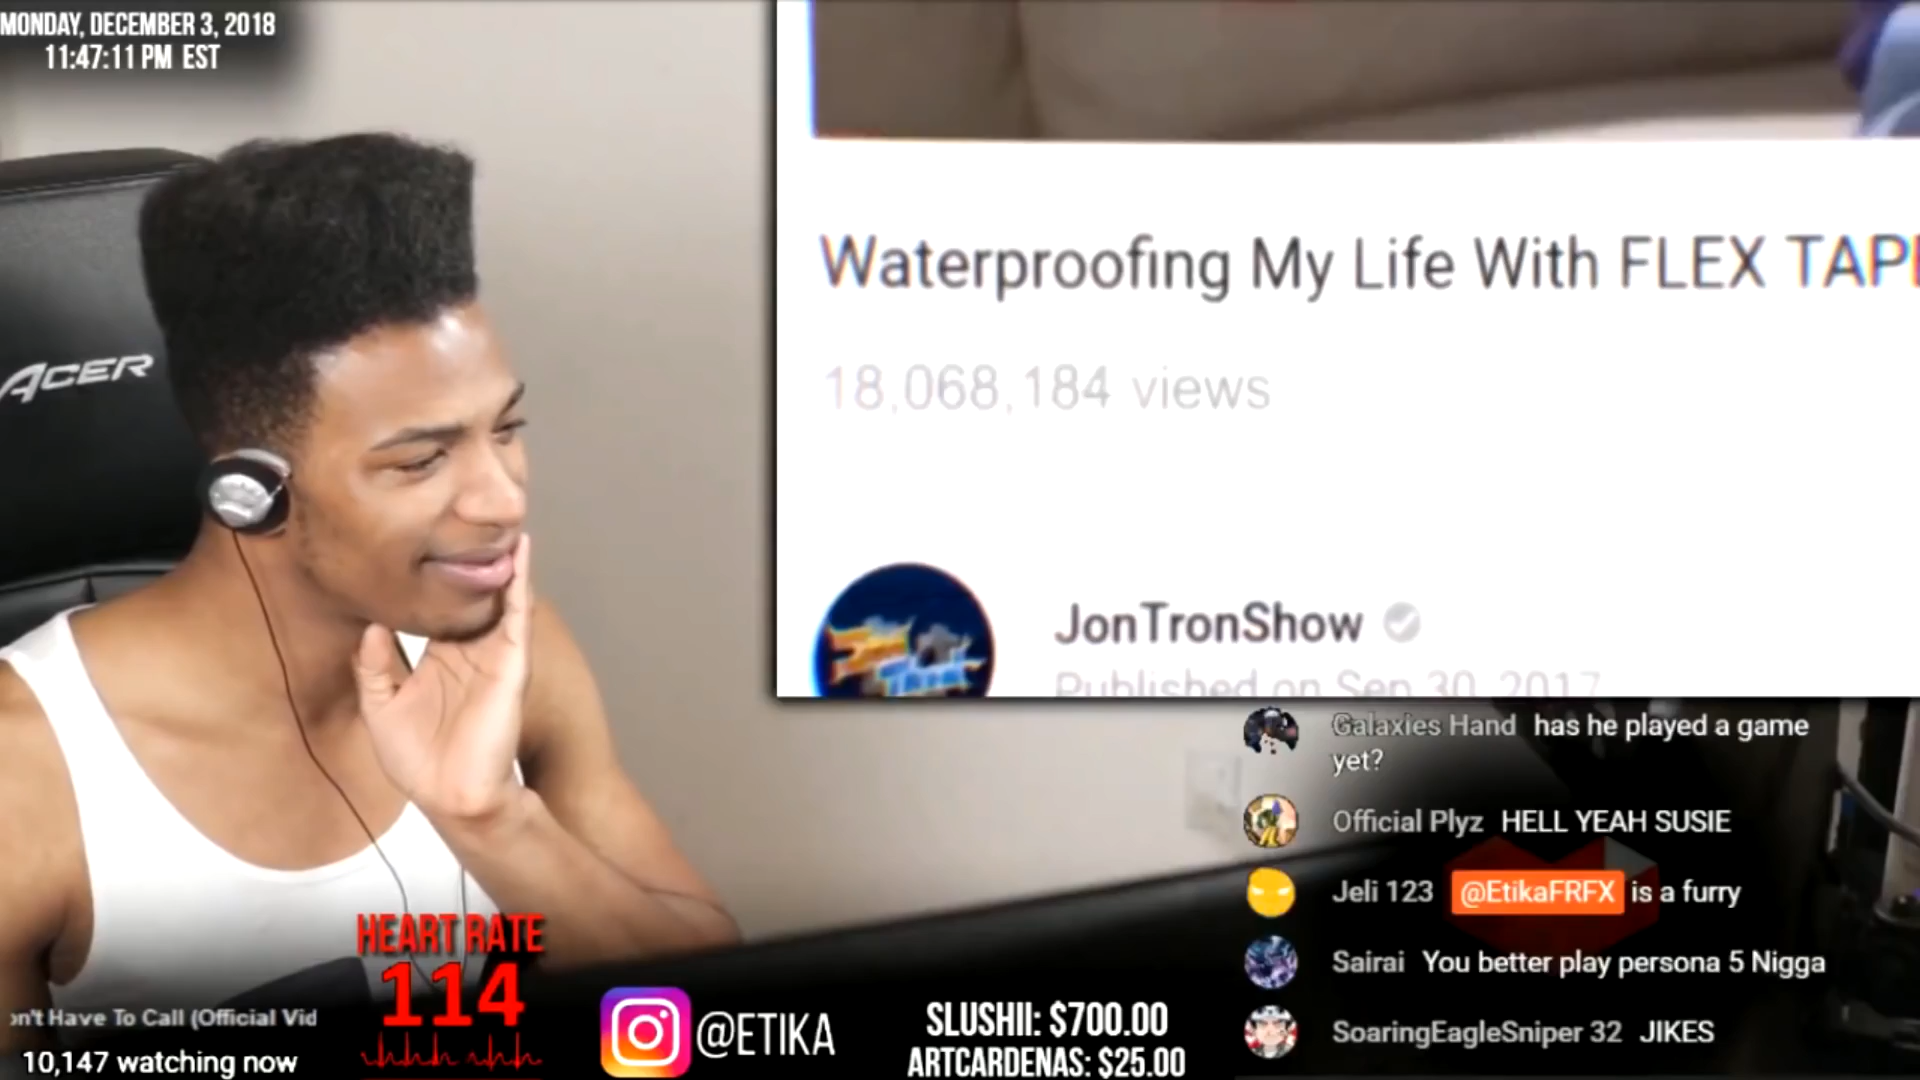 MONDAY, DECEMBER 3, 2018
11:47:11 PM EST
ACER
Waterproofing My Life With FLEX TAPE
18,068,184 views
JonTronShow
Published on Sep 30, 2017
Galaxies Hand has he played a game
yet?
Official Plyz HELL YEAH SUSIE
Jeli 123 @EtikaFRFX is a furry
Sairai You better play persona 5 Nigga
SoaringEagleSniper 32 JIKES
HEART RATE
114
on't Have To Call (Official Vid
10,147 watching now
@ETIKA
SLUSHII: $700.00
ARTCARDENAS: $25.00